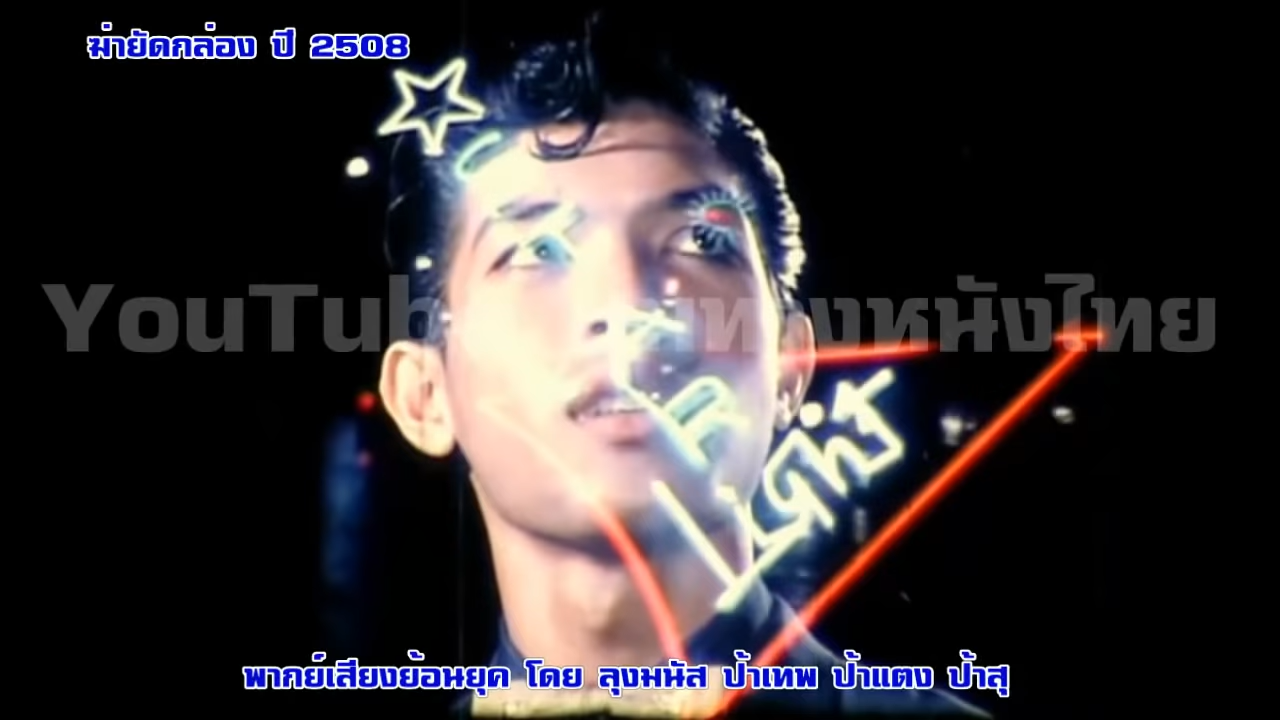 ฆ่ายัดกล่อง ปี 2508
YouTube หนังไทย
Light
พากย์เสียงย้อนยุค โดย ลุงมนัส ป้าเทพ ป้าแตง ป้าสุ